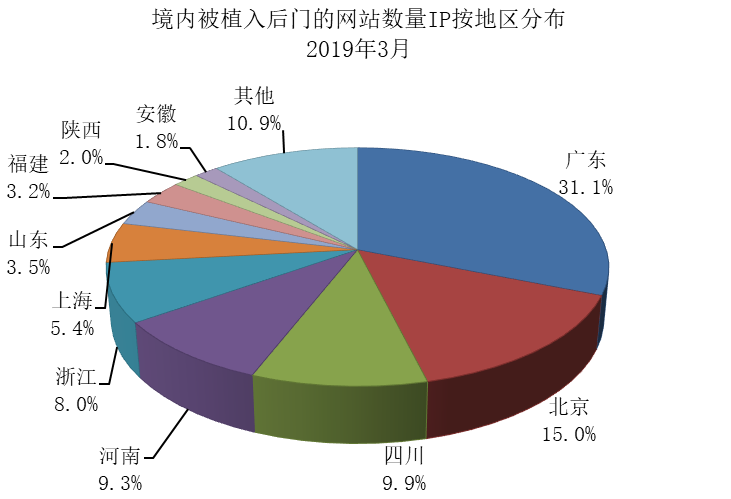 境内被植入后门的网站数量IP按地区分布
2019年3月
其他
10.9%
安徽
1.8%
陕西
2.0%
福建
3.2%
山东
3.5%
上海
5.4%
浙江
8.0%
河南
9.3%
四川
9.9%
北京
15.0%
广东
31.1%